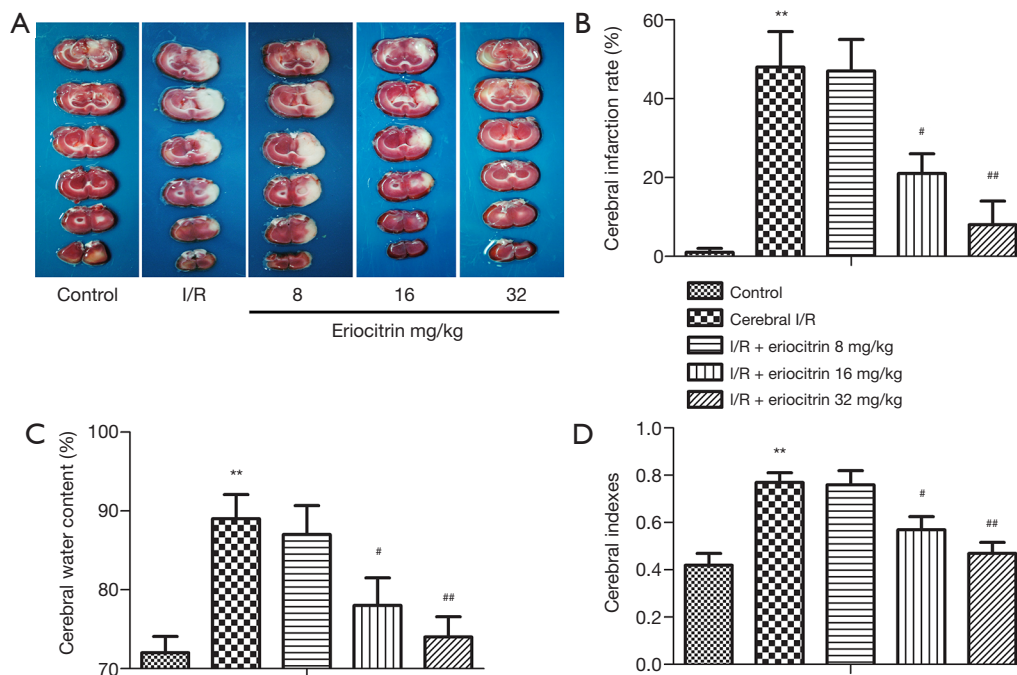 A
Control
I/R
8
16
32
Eriocitrin mg/kg
B
Cerebral infarction rate (%)
60
40
20
0
**
#
##
Control
Cerebral I/R
I/R + eriocitrin 8 mg/kg
I/R + eriocitrin 16 mg/kg
I/R + eriocitrin 32 mg/kg
C
Cerebral water content (%)
100
90
80
70
**
#
##
D
Cerebral indexes
1.0
0.8
0.6
0.4
0.2
0.0
**
#
##